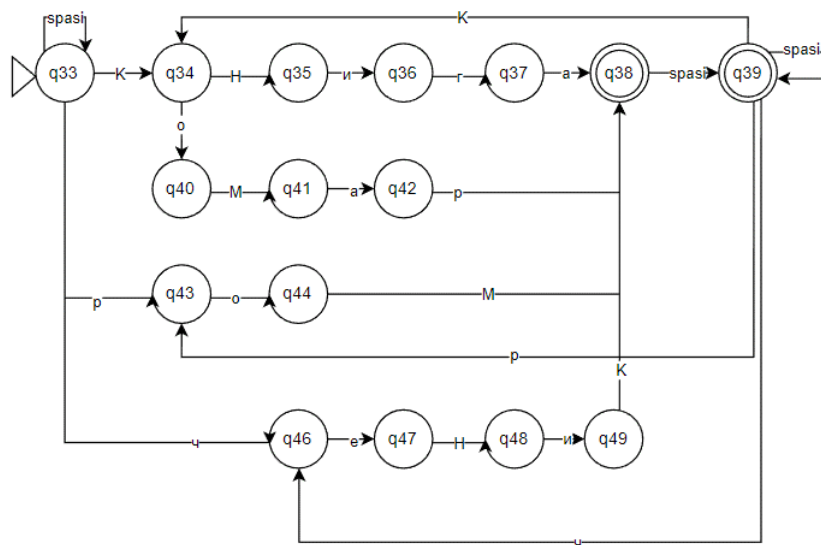 spasi K
q33 K q34 H q35 и q36 г q37 а q38 spasi q39 spasi
о
q40 M q41 а q42 р
р q43 о q44 M
р
K
ч q46 е q47 H q48 и q49
ч